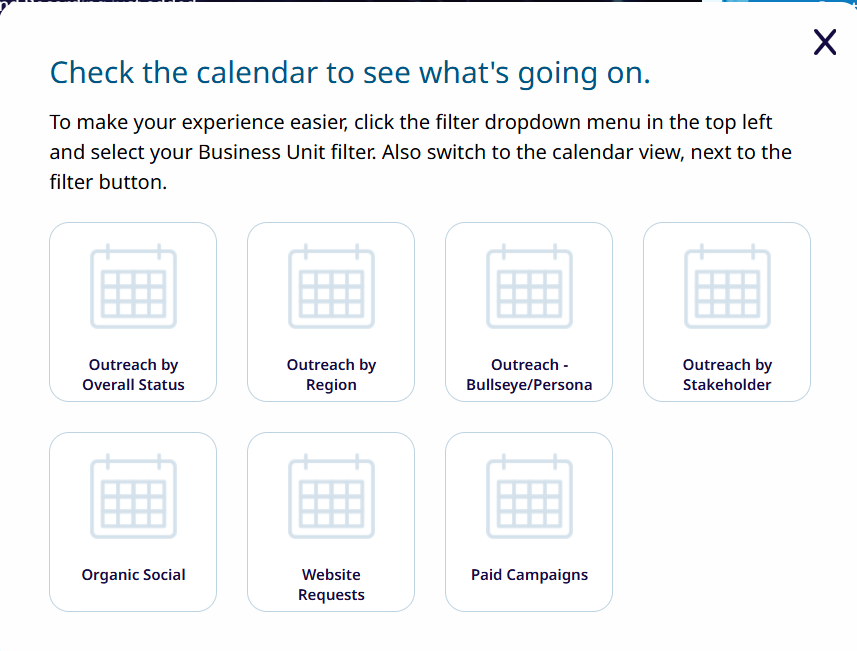 Check the calendar to see what's going on.
To make your experience easier, click the filter dropdown menu in the top left
and select your Business Unit filter. Also switch to the calendar view, next to the
filter button.
Outreach by
Overall Status
Outreach by
Region
Outreach -
Bullseye/Persona
Outreach by
Stakeholder
Organic Social
Website
Requests
Paid Campaigns